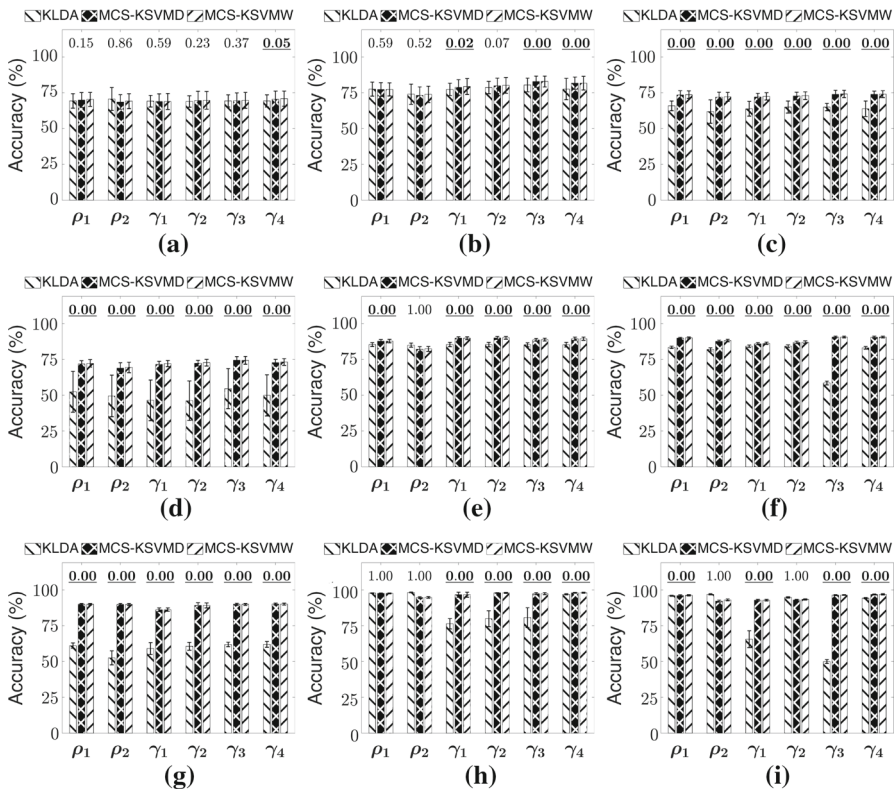 KLDA MCS-KSVMD MCS-KSVMW
0.15 0.86 0.59 0.23 0.37 0.05
100
75
50
25
0
Accuracy (%)
ρ1 ρ2 γ1 γ2 γ3 γ4
(a)
KLDA MCS-KSVMD MCS-KSVMW
0.59 0.52 0.02 0.07 0.00 0.00
100
75
50
25
0
Accuracy (%)
ρ1 ρ2 γ1 γ2 γ3 γ4
(b)
KLDA MCS-KSVMD MCS-KSVMW
0.00 0.00 0.00 0.00 0.00 0.00
100
75
50
25
0
Accuracy (%)
ρ1 ρ2 γ1 γ2 γ3 γ4
(c)
KLDA MCS-KSVMD MCS-KSVMW
0.00 0.00 0.00 0.00 0.00 0.00
100
75
50
25
0
Accuracy (%)
ρ1 ρ2 γ1 γ2 γ3 γ4
(d)
KLDA MCS-KSVMD MCS-KSVMW
0.00 1.00 0.00 0.00 0.00 0.00
100
75
50
25
0
Accuracy (%)
ρ1 ρ2 γ1 γ2 γ3 γ4
(e)
KLDA MCS-KSVMD MCS-KSVMW
0.00 0.00 0.00 0.00 0.00 0.00
100
75
50
25
0
Accuracy (%)
ρ1 ρ2 γ1 γ2 γ3 γ4
(f)
KLDA MCS-KSVMD MCS-KSVMW
0.00 0.00 0.00 0.00 0.00 0.00
100
75
50
25
0
Accuracy (%)
ρ1 ρ2 γ1 γ2 γ3 γ4
(g)
KLDA MCS-KSVMD MCS-KSVMW
1.00 1.00 0.00 0.00 0.00 0.00
100
75
50
25
0
Accuracy (%)
ρ1 ρ2 γ1 γ2 γ3 γ4
(h)
KLDA MCS-KSVMD MCS-KSVMW
0.00 1.00 0.00 1.00 0.00 0.00
100
75
50
25
0
Accuracy (%)
ρ1 ρ2 γ1 γ2 γ3 γ4
(i)